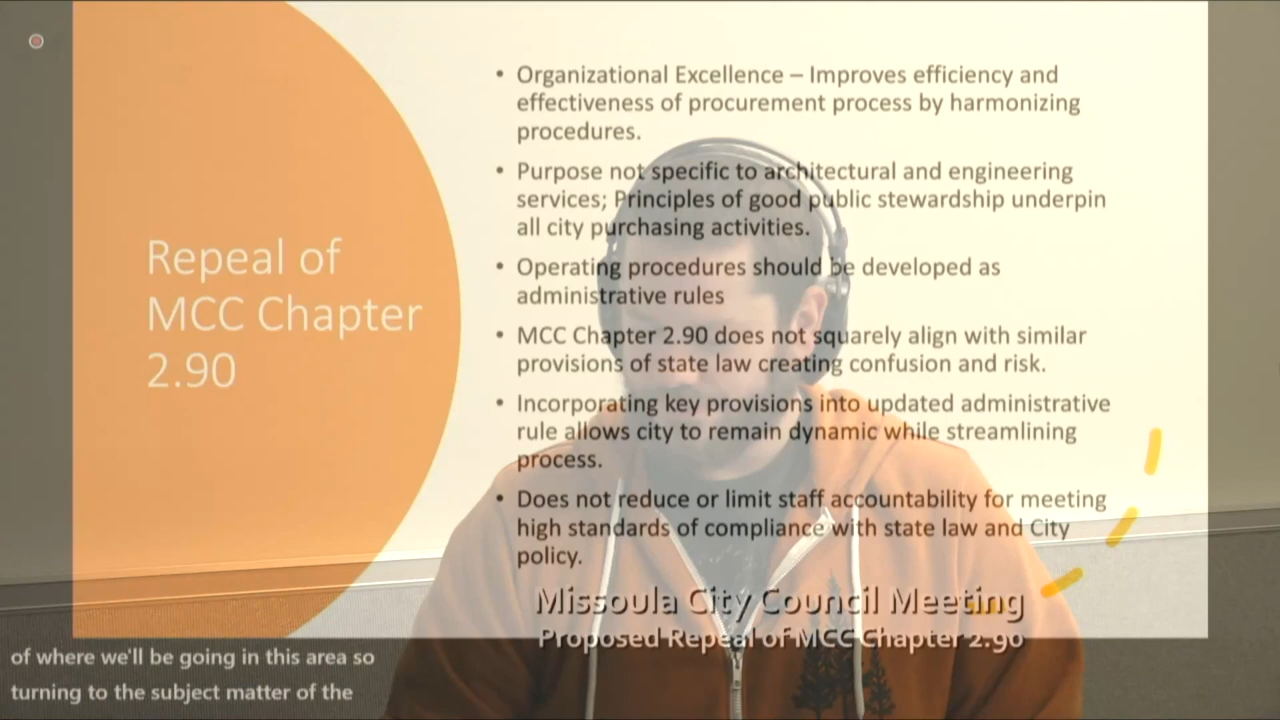 Repeal of
MCC Chapter
2.90
• Organizational Excellence – Improves efficiency and
effectiveness of procurement process by harmonizing
procedures.
• Purpose not specific to architectural and engineering
services; Principles of good public stewardship underpin
all city purchasing activities.
• Operating procedures should be developed as
administrative rules
• MCC Chapter 2.90 does not squarely align with similar
provisions of state law creating confusion and risk.
• Incorporating key provisions into updated administrative
rule allows city to remain dynamic while streamlining
process.
• Does not reduce or limit staff accountability for meeting
high standards of compliance with state law and City
policy.
Missoula City Council Meeting
Proposed Repeal of MCC Chapter 2.90
of where we'll be going in this area so
turning to the subject matter of the